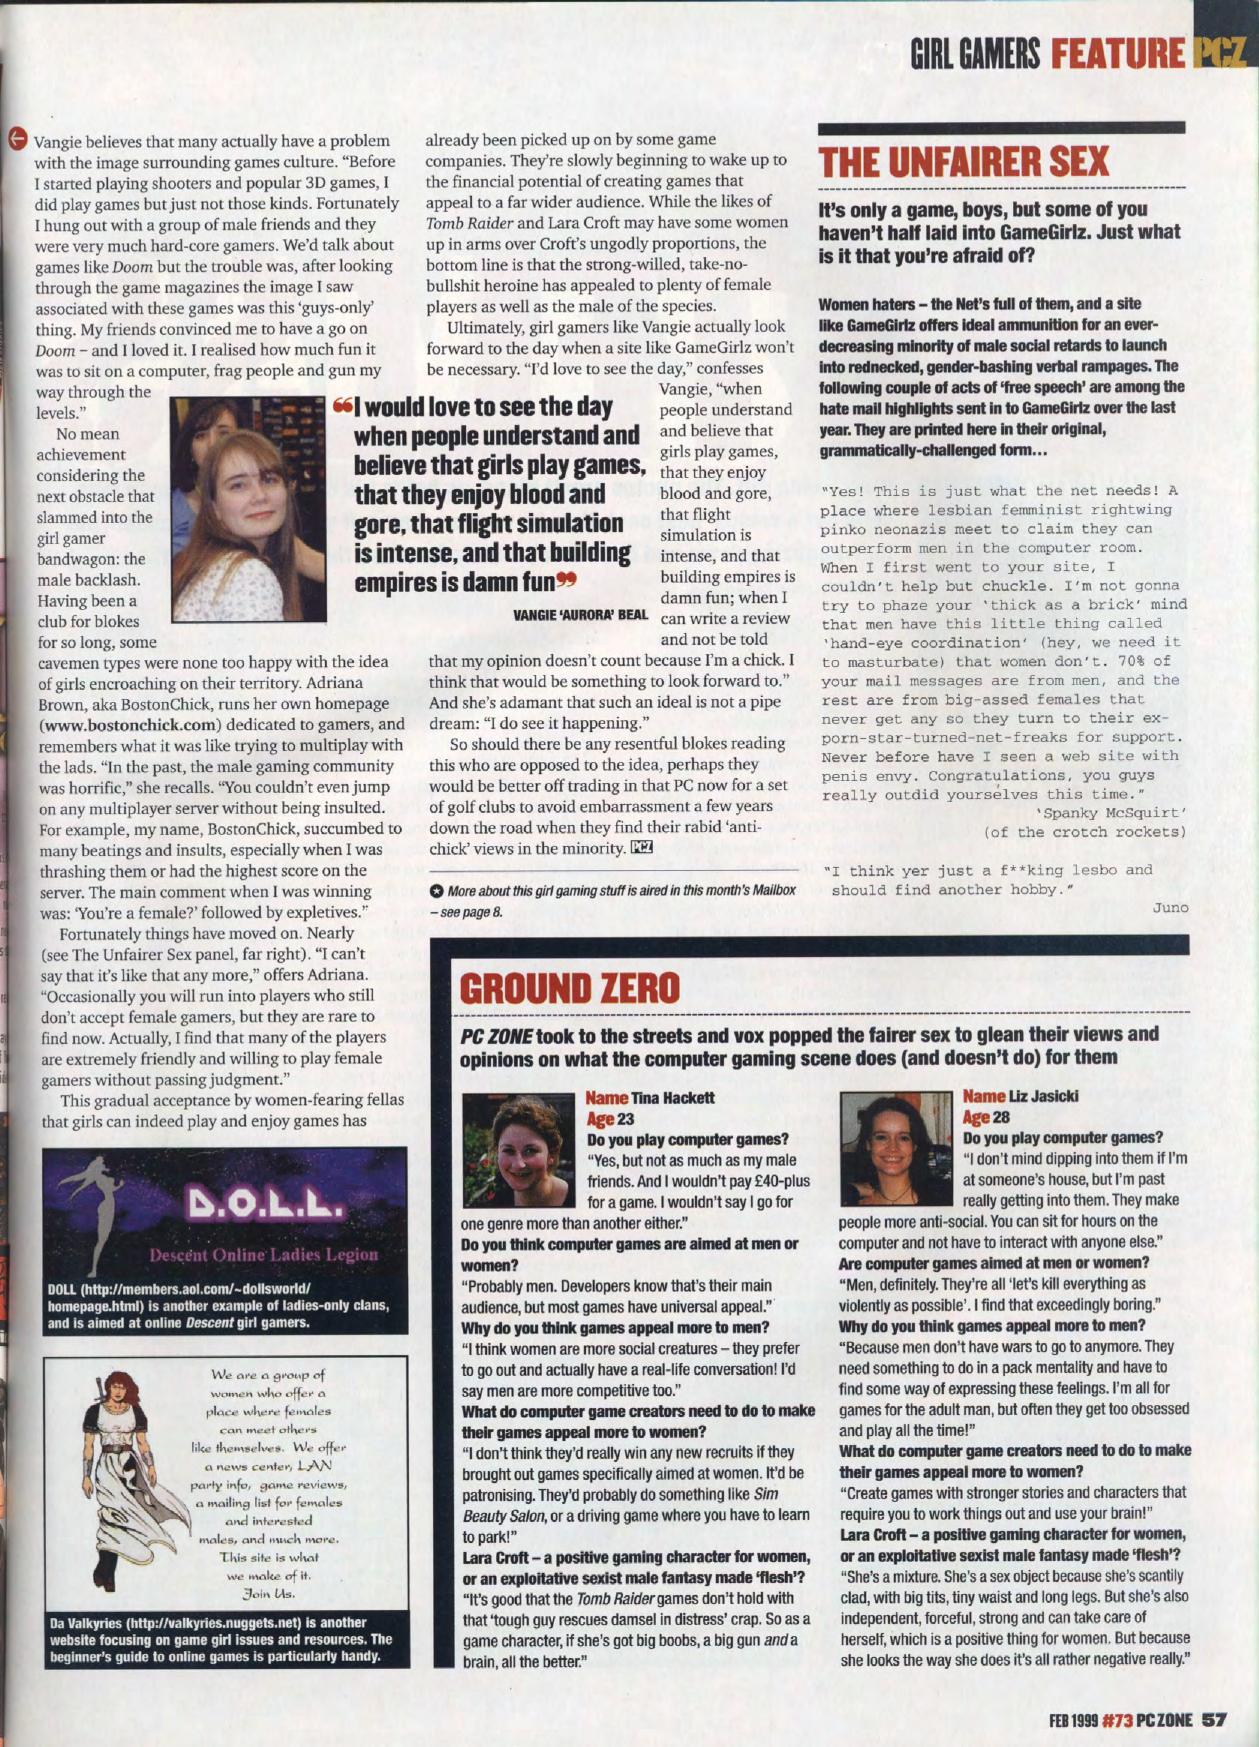 GIRL GAMERS FEATURE PCZ
Vangie believes that many actually have a problem
with the image surrounding games culture. “Before
I started playing shooters and popular 3D games, I
did play games but just not those kinds. Fortunately
I hung out with a group of male friends and they
were very much hard-core gamers. We’d talk about
games like Doom but the trouble was, after looking
through the game magazines the image I saw
associated with these games was this ‘guys-only’
thing. My friends convinced me to have a go on
Doom – and I loved it. I realised how much fun it
was to sit on a computer, frag people and gun my
way through the
levels.”
No mean
achievement
considering the
next obstacle that
slammed into the
girl gamer
bandwagon: the
male backlash.
Having been a
club for blokes
for so long, some
cavemen types were none too happy with the idea
of girls encroaching on their territory. Adriana
Brown, aka BostonChick, runs her own homepage
(www.bostonchick.com) dedicated to gamers, and
remembers what it was like trying to multiplay with
the lads. “In the past, the male gaming community
was horrific,” she recalls. “You couldn’t even jump
on any multiplayer server without being insulted.
For example, my name, BostonChick, succumbed to
many beatings and insults, especially when I was
thrashing them or had the highest score on the
server. The main comment when I was winning
was: ‘You’re a female?’ followed by expletives.”
Fortunately things have moved on. Nearly
(see The Unfairer Sex panel, far right). “I can’t
say that it’s like that any more,” offers Adriana.
“Occasionally you will run into players who still
don’t accept female gamers, but they are rare to
find now. Actually, I find that many of the players
are extremely friendly and willing to play female
gamers without passing judgment.”
This gradual acceptance by women-fearing fellas
that girls can indeed play and enjoy games has
D.O.L.L.
Descent Online Ladies Legion
DOLL (http://members.aol.com/~dollsworld/
homepage.html) is another example of ladies-only clans,
and is aimed at online Descent girl gamers.
We are a group of
women who offer a
place where females
can meet others
like themselves. We offer
a news center, LAN
party info, game reviews,
a mailing list for females
and interested
males, and much more.
This site is what
we make of it.
Join Us.
Da Valkyries (http://valkyries.nuggets.net) is another
website focusing on game girl issues and resources. The
beginner’s guide to online games is particularly handy.
already been picked up on by some game
companies. They’re slowly beginning to wake up to
the financial potential of creating games that
appeal to a far wider audience. While the likes of
Tomb Raider and Lara Croft may have some women
up in arms over Croft’s ungodly proportions, the
bottom line is that the strong-willed, take-no-
bullshit heroine has appealed to plenty of female
players as well as the male of the species.
Ultimately, girl gamers like Vangie actually look
forward to the day when a site like GameGirlz won’t
be necessary. “I’d love to see the day,” confesses
Vangie, “when
people understand
and believe that
girls play games,
that they enjoy
blood and gore,
that flight
simulation is
intense, and that
building empires is
damn fun; when I
can write a review
and not be told
that my opinion doesn’t count because I’m a chick. I
think that would be something to look forward to.”
And she’s adamant that such an ideal is not a pipe
dream: “I do see it happening.”
So should there be any resentful blokes reading
this who are opposed to the idea, perhaps they
would be better off trading in that PC now for a set
of golf clubs to avoid embarrassment a few years
down the road when they find their rabid ‘anti-
chick’ views in the minority. PCZ
More about this girl gaming stuff is aired in this month’s Mailbox
– see page 8.
“I would love to see the day
when people understand and
believe that girls play games,
that they enjoy blood and
gore, that flight simulation
is intense, and that building
empires is damn fun”
VANGIE ‘AURORA’ BEAL
THE UNFAIRER SEX
It’s only a game, boys, but some of you
haven’t half laid into GameGirlz. Just what
is it that you’re afraid of?
Women haters – the Net’s full of them, and a site
like GameGirlz offers ideal ammunition for an ever-
decreasing minority of male social retards to launch
into rednecked, gender-bashing verbal rampages. The
following couple of acts of ‘free speech’ are among the
hate mail highlights sent in to GameGirlz over the last
year. They are printed here in their original,
grammatically-challenged form...
“Yes! This is just what the net needs! A
place where lesbian femminist rightwing
pinko neonazis meet to claim they can
outperform men in the computer room.
When I first went to your site, I
couldn’t help but chuckle. I’m not gonna
try to phaze your ‘thick as a brick’ mind
that men have this little thing called
‘hand-eye coordination’ (hey, we need it
to masturbate) that women don’t. 70% of
your mail messages are from men, and the
rest are from big-assed females that
never get any so they turn to their ex-
porn-star-turned-net-freaks for support.
Never before have I seen a web site with
penis envy. Congratulations, you guys
really outdid yourselves this time.”
‘Spanky McSquirt’
(of the crotch rockets)
“I think yer just a f**king lesbo and
should find another hobby.”
Juno
GROUND ZERO
PC ZONE took to the streets and vox popped the fairer sex to glean their views and
opinions on what the computer gaming scene does (and doesn’t do) for them
Name Tina Hackett
Age 23
Do you play computer games?
“Yes, but not as much as my male
friends. And I wouldn’t pay £40-plus
for a game. I wouldn’t say I go for
one genre more than another either.”
Do you think computer games are aimed at men or
women?
“Probably men. Developers know that’s their main
audience, but most games have universal appeal.”
Why do you think games appeal more to men?
“I think women are more social creatures – they prefer
to go out and actually have a real-life conversation! I’d
say men are more competitive too.”
What do computer game creators need to do to make
their games appeal more to women?
“I don’t think they’d really win any new recruits if they
brought out games specifically aimed at women. It’d be
patronising. They’d probably do something like Sim
Beauty Salon, or a driving game where you have to learn
to park!”
Lara Croft – a positive gaming character for women,
or an exploitative sexist male fantasy made ‘flesh’?
“It’s good that the Tomb Raider games don’t hold with
that ‘tough guy rescues damsel in distress’ crap. So as a
game character, if she’s got big boobs, a big gun and a
brain, all the better.”
Name Liz Jasicki
Age 28
Do you play computer games?
“I don’t mind dipping into them if I’m
at someone’s house, but I’m past
really getting into them. They make
people more anti-social. You can sit for hours on the
computer and not have to interact with anyone else.”
Are computer games aimed at men or women?
“Men, definitely. They’re all ‘let’s kill everything as
violently as possible’. I find that exceedingly boring.”
Why do you think games appeal more to men?
“Because men don’t have wars to go to anymore. They
need something to do in a pack mentality and have to
find some way of expressing these feelings. I’m all for
games for the adult man, but often they get too obsessed
and play all the time!”
What do computer game creators need to do to make
their games appeal more to women?
“Create games with stronger stories and characters that
require you to work things out and use your brain!”
Lara Croft – a positive gaming character for women,
or an exploitative sexist male fantasy made ‘flesh’?
“She’s a mixture. She’s a sex object because she’s scantily
clad, with big tits, tiny waist and long legs. But she’s also
independent, forceful, strong and can take care of
herself, which is a positive thing for women. But because
she looks the way she does it’s all rather negative really.”
FEB 1999 #73 PC ZONE 57